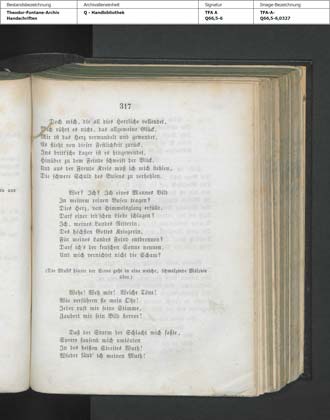 Bestandsbezeichnung
Theodor-Fontane-Archiv
Handschriften
Archivalieneinheit
Q - Handbibliothek
Signatur
TFA A
Q66,5-6
Image-Bezeichnung
TFA-A-
Q66,5-6,0327
317
Doch mich, die all dies Herrliche vollendet,
Mich rührt es nicht, das allgemeine Glück,
Mir ist das Herz verwandelt und gewendet,
Es flieht von dieser Festlichkeit zurück,
Ins britt'sche Lager ist es hingewendet,
Hinüber zu dem Feinde schweift der Blick,
Und aus der Freude Kreis muß ich mich stehlen,
Die schwere Schuld des Busens zu verhehlen.
Wer? Ich? Ich eines Mannes Bild
In meinem reinen Busen tragen?
Dies Herz, von Himmelsglanz erfüllt,
Darf einer ird'schen Liebe schlagen?
Ich, meines Landes Retterin,
Des höchsten Gottes Kriegerin,
Für meines Landes Feind entbrennen?
Darf ich's der keuschen Sonne nennen,
Und mich vernichtet nicht die Scham?
(Die Musik hinter der Scene geht in eine weiche, schmelzende Melodie
über.)
Wehe! Weh mir! Welche Töne!
Wie verführen sie mein Ohr!
Jeder ruft mir seine Stimme,
Zaubert mir sein Bild hervor!
Daß der Sturm der Schlacht mich faßte,
Speere sausend mich umtönten
In des heißen Streites Wuth!
Wieder fänd' ich meinen Muth!